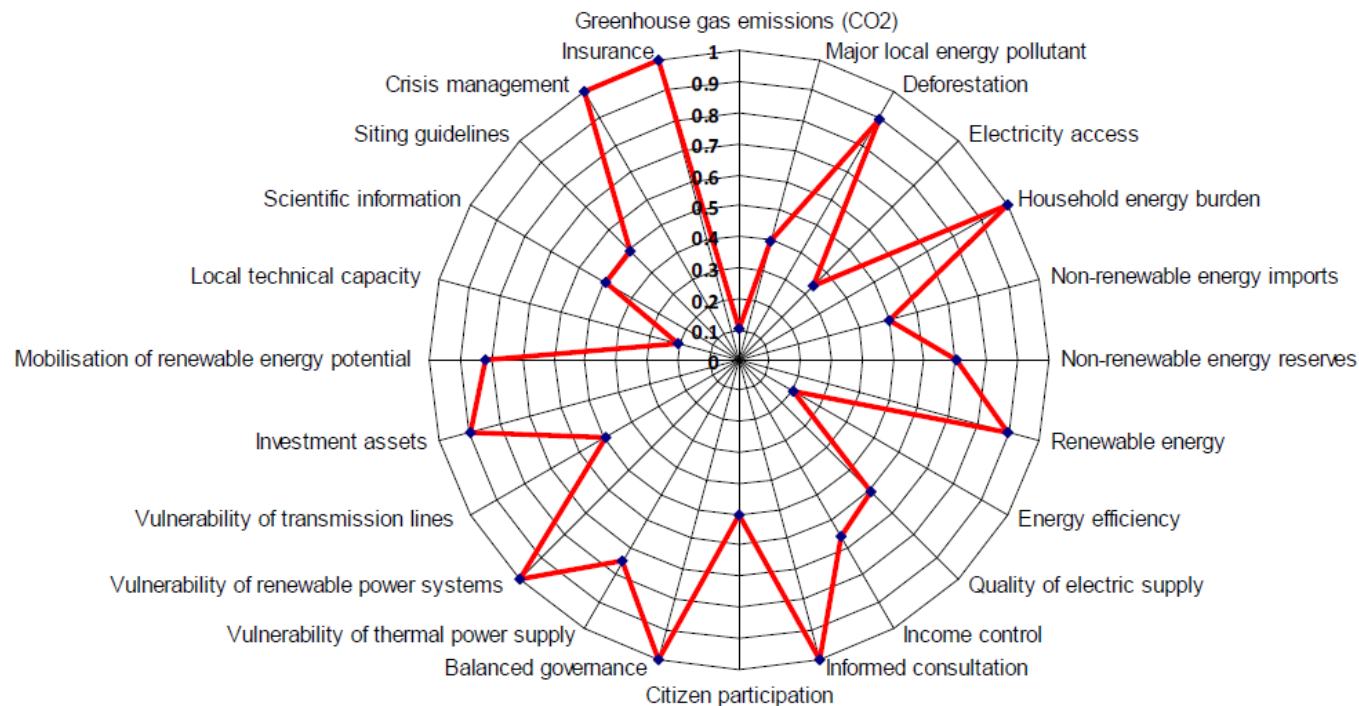 Greenhouse gas emissions (CO2)
Insurance
1
Major local energy pollutant
Crisis management
0.9
Deforestation
0.8
Siting guidelines
Electricity access
0.7
0.6
Scientific information
Household energy burden
0.5
0.4
Local technical capacity
Non-renewable energy imports
0.3
0.2
0.1
Mobilisation of renewable energy potential
0
Non-renewable energy reserves
Investment assets
Renewable energy
Vulnerability of transmission lines
Energy efficiency
Vulnerability of renewable power systems
Quality of electric supply
Vulnerability of thermal power supply
Income control
Balanced governance
Informed consultation
Citizen participation